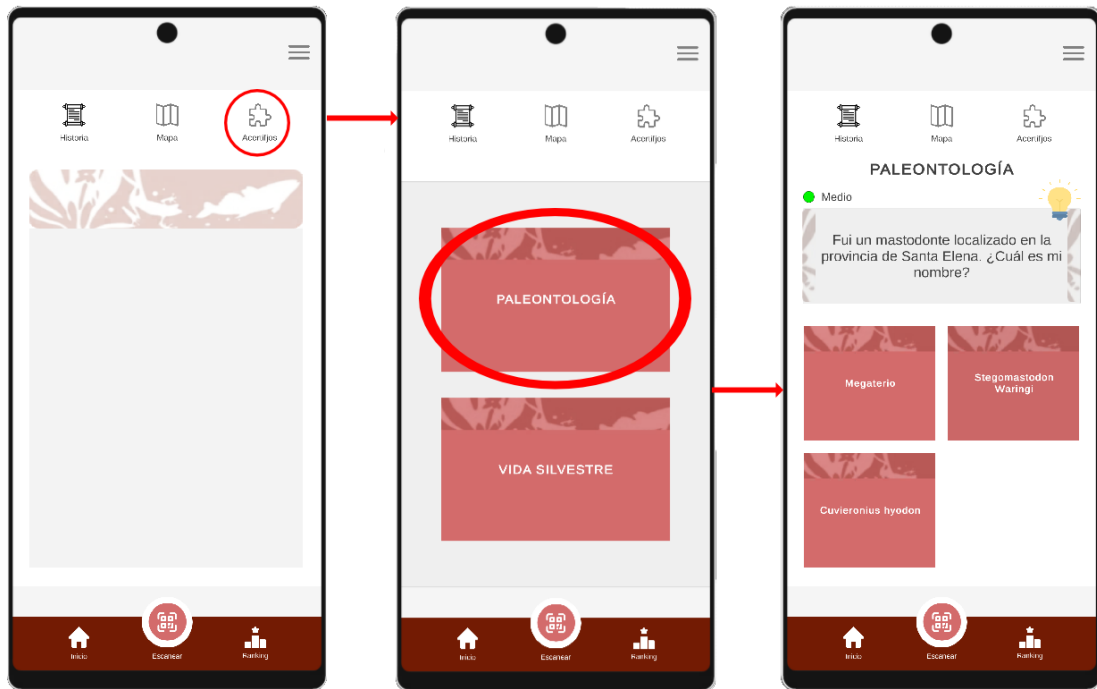 Historia
Mapa
Acertijos
Inicio
Escanear
Ranking
Historia
Mapa
Acertijos
PALEONTOLOGÍA
VIDA SILVESTRE
Inicio
Escanear
Ranking
Historia
Mapa
Acertijos
PALEONTOLOGÍA
Medio
Fui un mastodonte localizado en la
provincia de Santa Elena. ¿Cuál es mi
nombre?
Megaterio
Stegomastodon
Waringi
Cuvieronius hyodon
Inicio
Escanear
Ranking